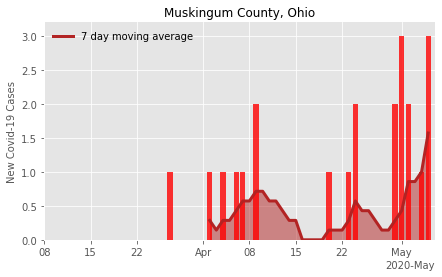 Muskingum County, Ohio
7 day moving average
New Covid-19 Cases
3.0
2.5
2.0
1.5
1.0
0.5
0.0
08 15 22 Apr 08 15 22 May
2020-May